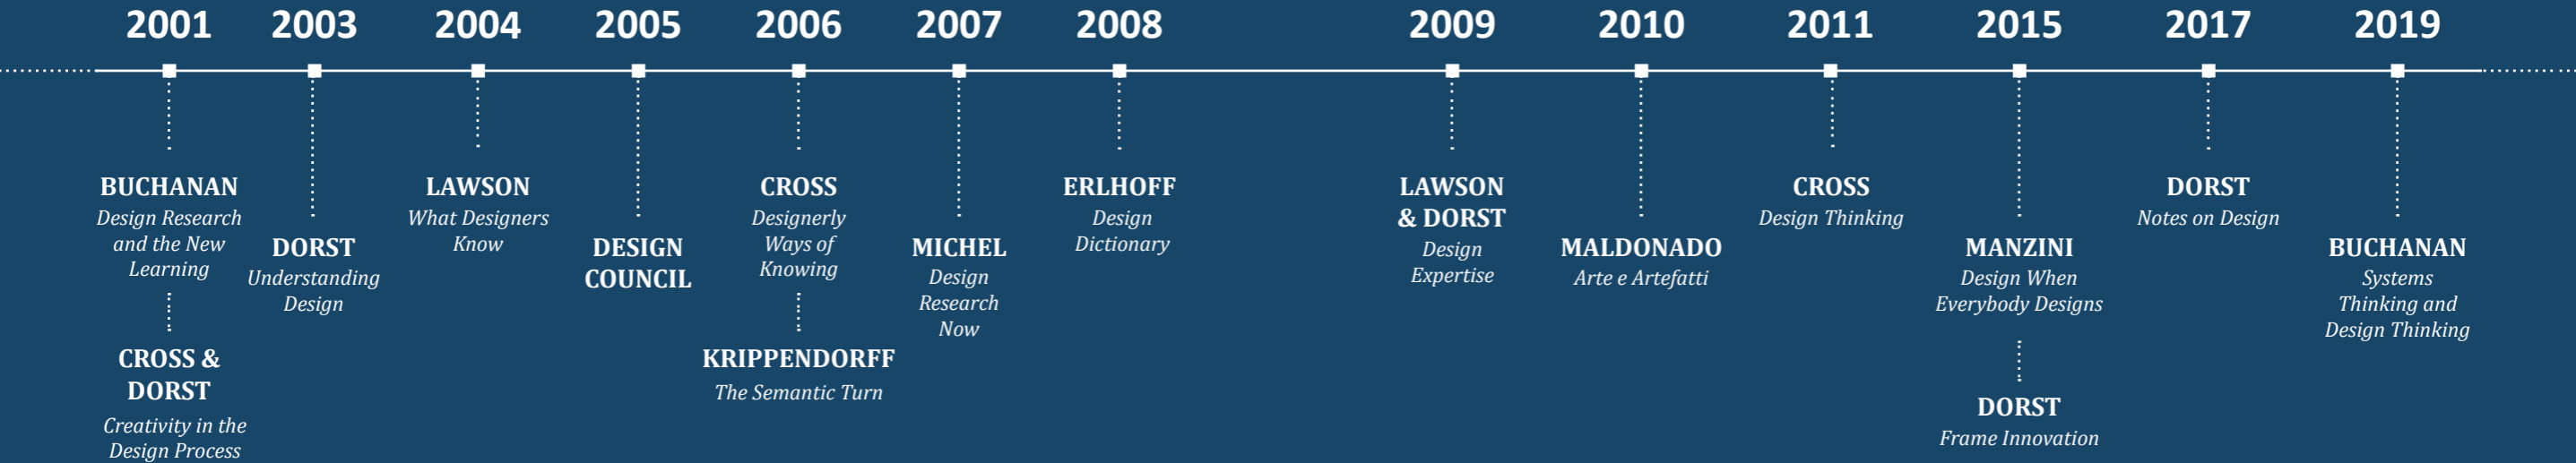 2001
2003
2004
2005
2006
2007
2008
2009
2010
2011
2015
2017
2019
BUCHANAN
Design Research
and the New
Learning
CROSS &
DORST
Creativity in the
Design Process
DORST
Understanding
Design
LAWSON
What Designers
Know
DESIGN
COUNCIL
CROSS
Designerly
Ways of
Knowing
KRIPPENDORFF
The Semantic Turn
MICHEL
Design
Research
Now
ERLHOFF
Design
Dictionary
LAWSON
& DORST
Design
Expertise
MALDONADO
Arte e Artefatti
CROSS
Design Thinking
MANZINI
Design When
Everybody Designs
DORST
Frame Innovation
DORST
Notes on Design
BUCHANAN
Systems
Thinking and
Design Thinking